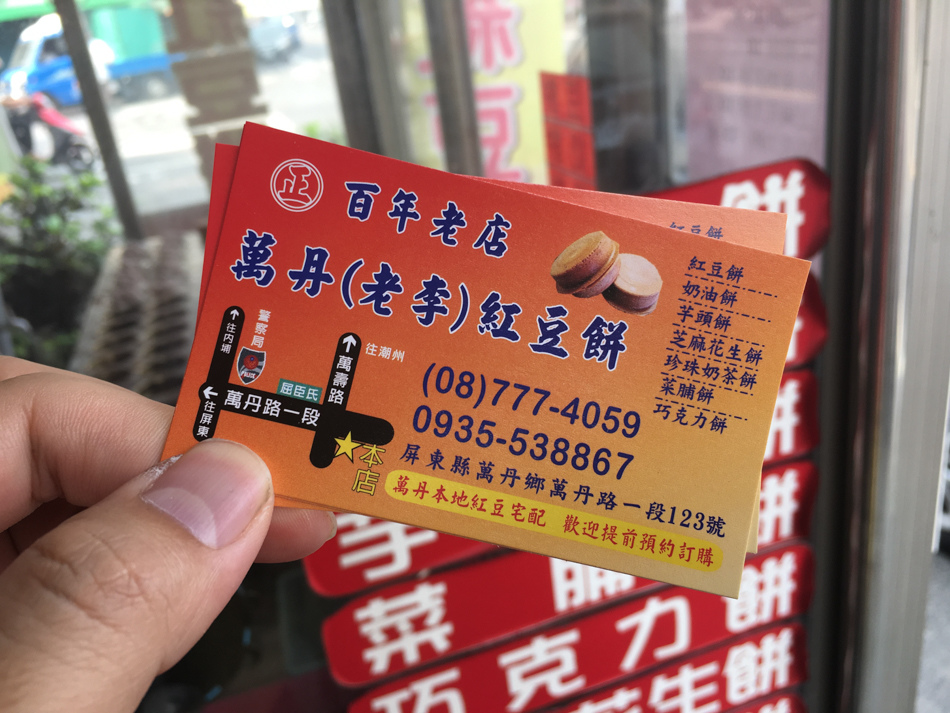 正
百年老店
萬丹(老李)紅豆餅
紅豆餅
奶油餅
芋頭餅
芝麻花生餅
珍珠奶茶餅
菜脯餅
巧克力餅
(08)777-4059
0935-538867
屏東縣萬丹鄉萬丹路一段123號
萬丹本地紅豆宅配 歡迎提前預約訂購
往內埔
警察局
POLICE
往屏東
屈臣氏
萬丹路一段
萬壽路
往潮州
本店
紅豆餅
餅
菜脯餅
巧克力餅
花生餅